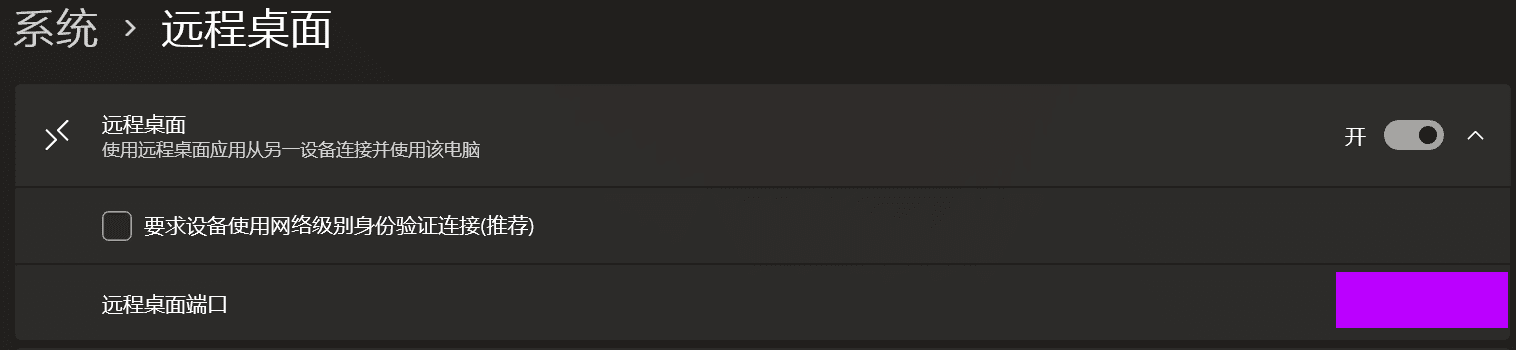 系统 › 远程桌面
远程桌面
使用远程桌面应用从另一设备连接并使用该电脑
开
要求设备使用网络级别身份验证连接(推荐)
远程桌面端口